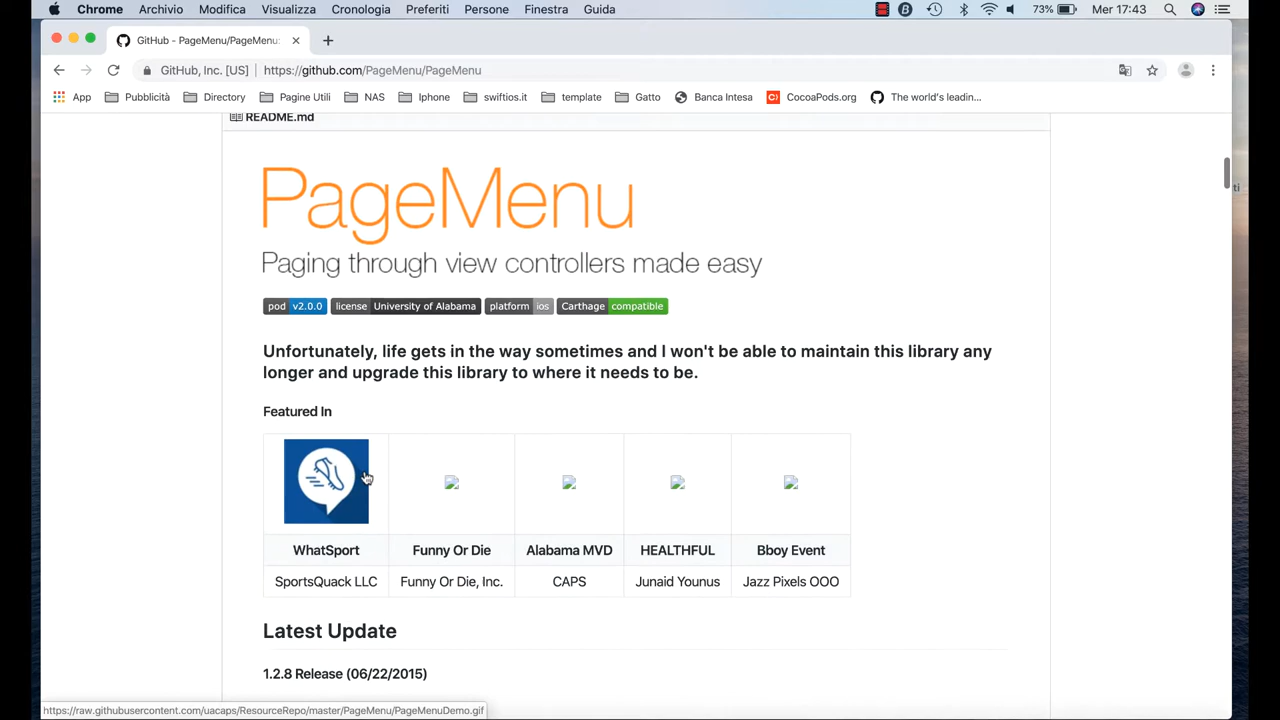 Chrome Archivio Modifica Visualizza Cronologia Preferiti Persone Finestra Guida 73% Mer 17:43
GitHub - PageMenu/PageMenu:
GitHub, Inc. [US] https://github.com/PageMenu/PageMenu
App Pubblicità Directory Pagine Utili NAS Iphone swiftios.it template Gatto Banca Intesa CocoaPods.org The world's leadin...
README.md
PageMenu
Paging through view controllers made easy
pod v2.0.0 license University of Alabama platform ios Carthage compatible
Unfortunately, life gets in the way sometimes and I won't be able to maintain this library any
longer and upgrade this library to where it needs to be.
Featured In
WhatSport Funny Or Die Alabama MVD HEALTHFUL Bboy Event
SportsQuack LLC Funny Or Die, Inc. CAPS Junaid Younus Jazz Pixels OOO
Latest Update
1.2.8 Release (06/22/2015)
https://raw.githubusercontent.com/uacaps/ResourceRepo/master/PageMenu/PageMenuDemo.gif